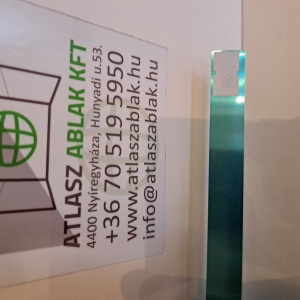 ATLASZ ABLAK KFT
4400 Nyíregyháza, Hunyadi u.53.
+36 70 519 5950
www.atlaszablak.hu
info@atlaszablak.hu